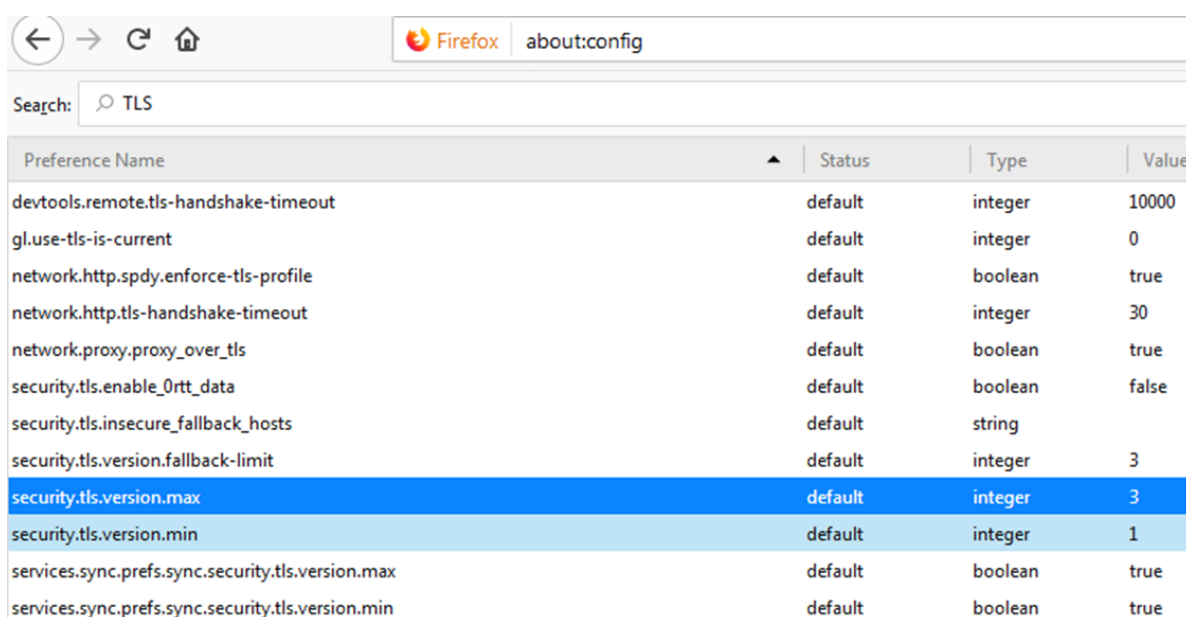 Firefox about:config
Search: TLS
Preference Name Status Type Value
devtools.remote.tls-handshake-timeout default integer 10000
gl.use-tls-is-current default integer 0
network.http.spdy.enforce-tls-profile default boolean true
network.http.tls-handshake-timeout default integer 30
network.proxy.proxy_over_tls default boolean true
security.tls.enable_0rtt_data default boolean false
security.tls.insecure_fallback_hosts default string
security.tls.version.fallback-limit default integer 3
security.tls.version.max default integer 3
security.tls.version.min default integer 1
services.sync.prefs.sync.security.tls.version.max default boolean true
services.sync.prefs.sync.security.tls.version.min default boolean true